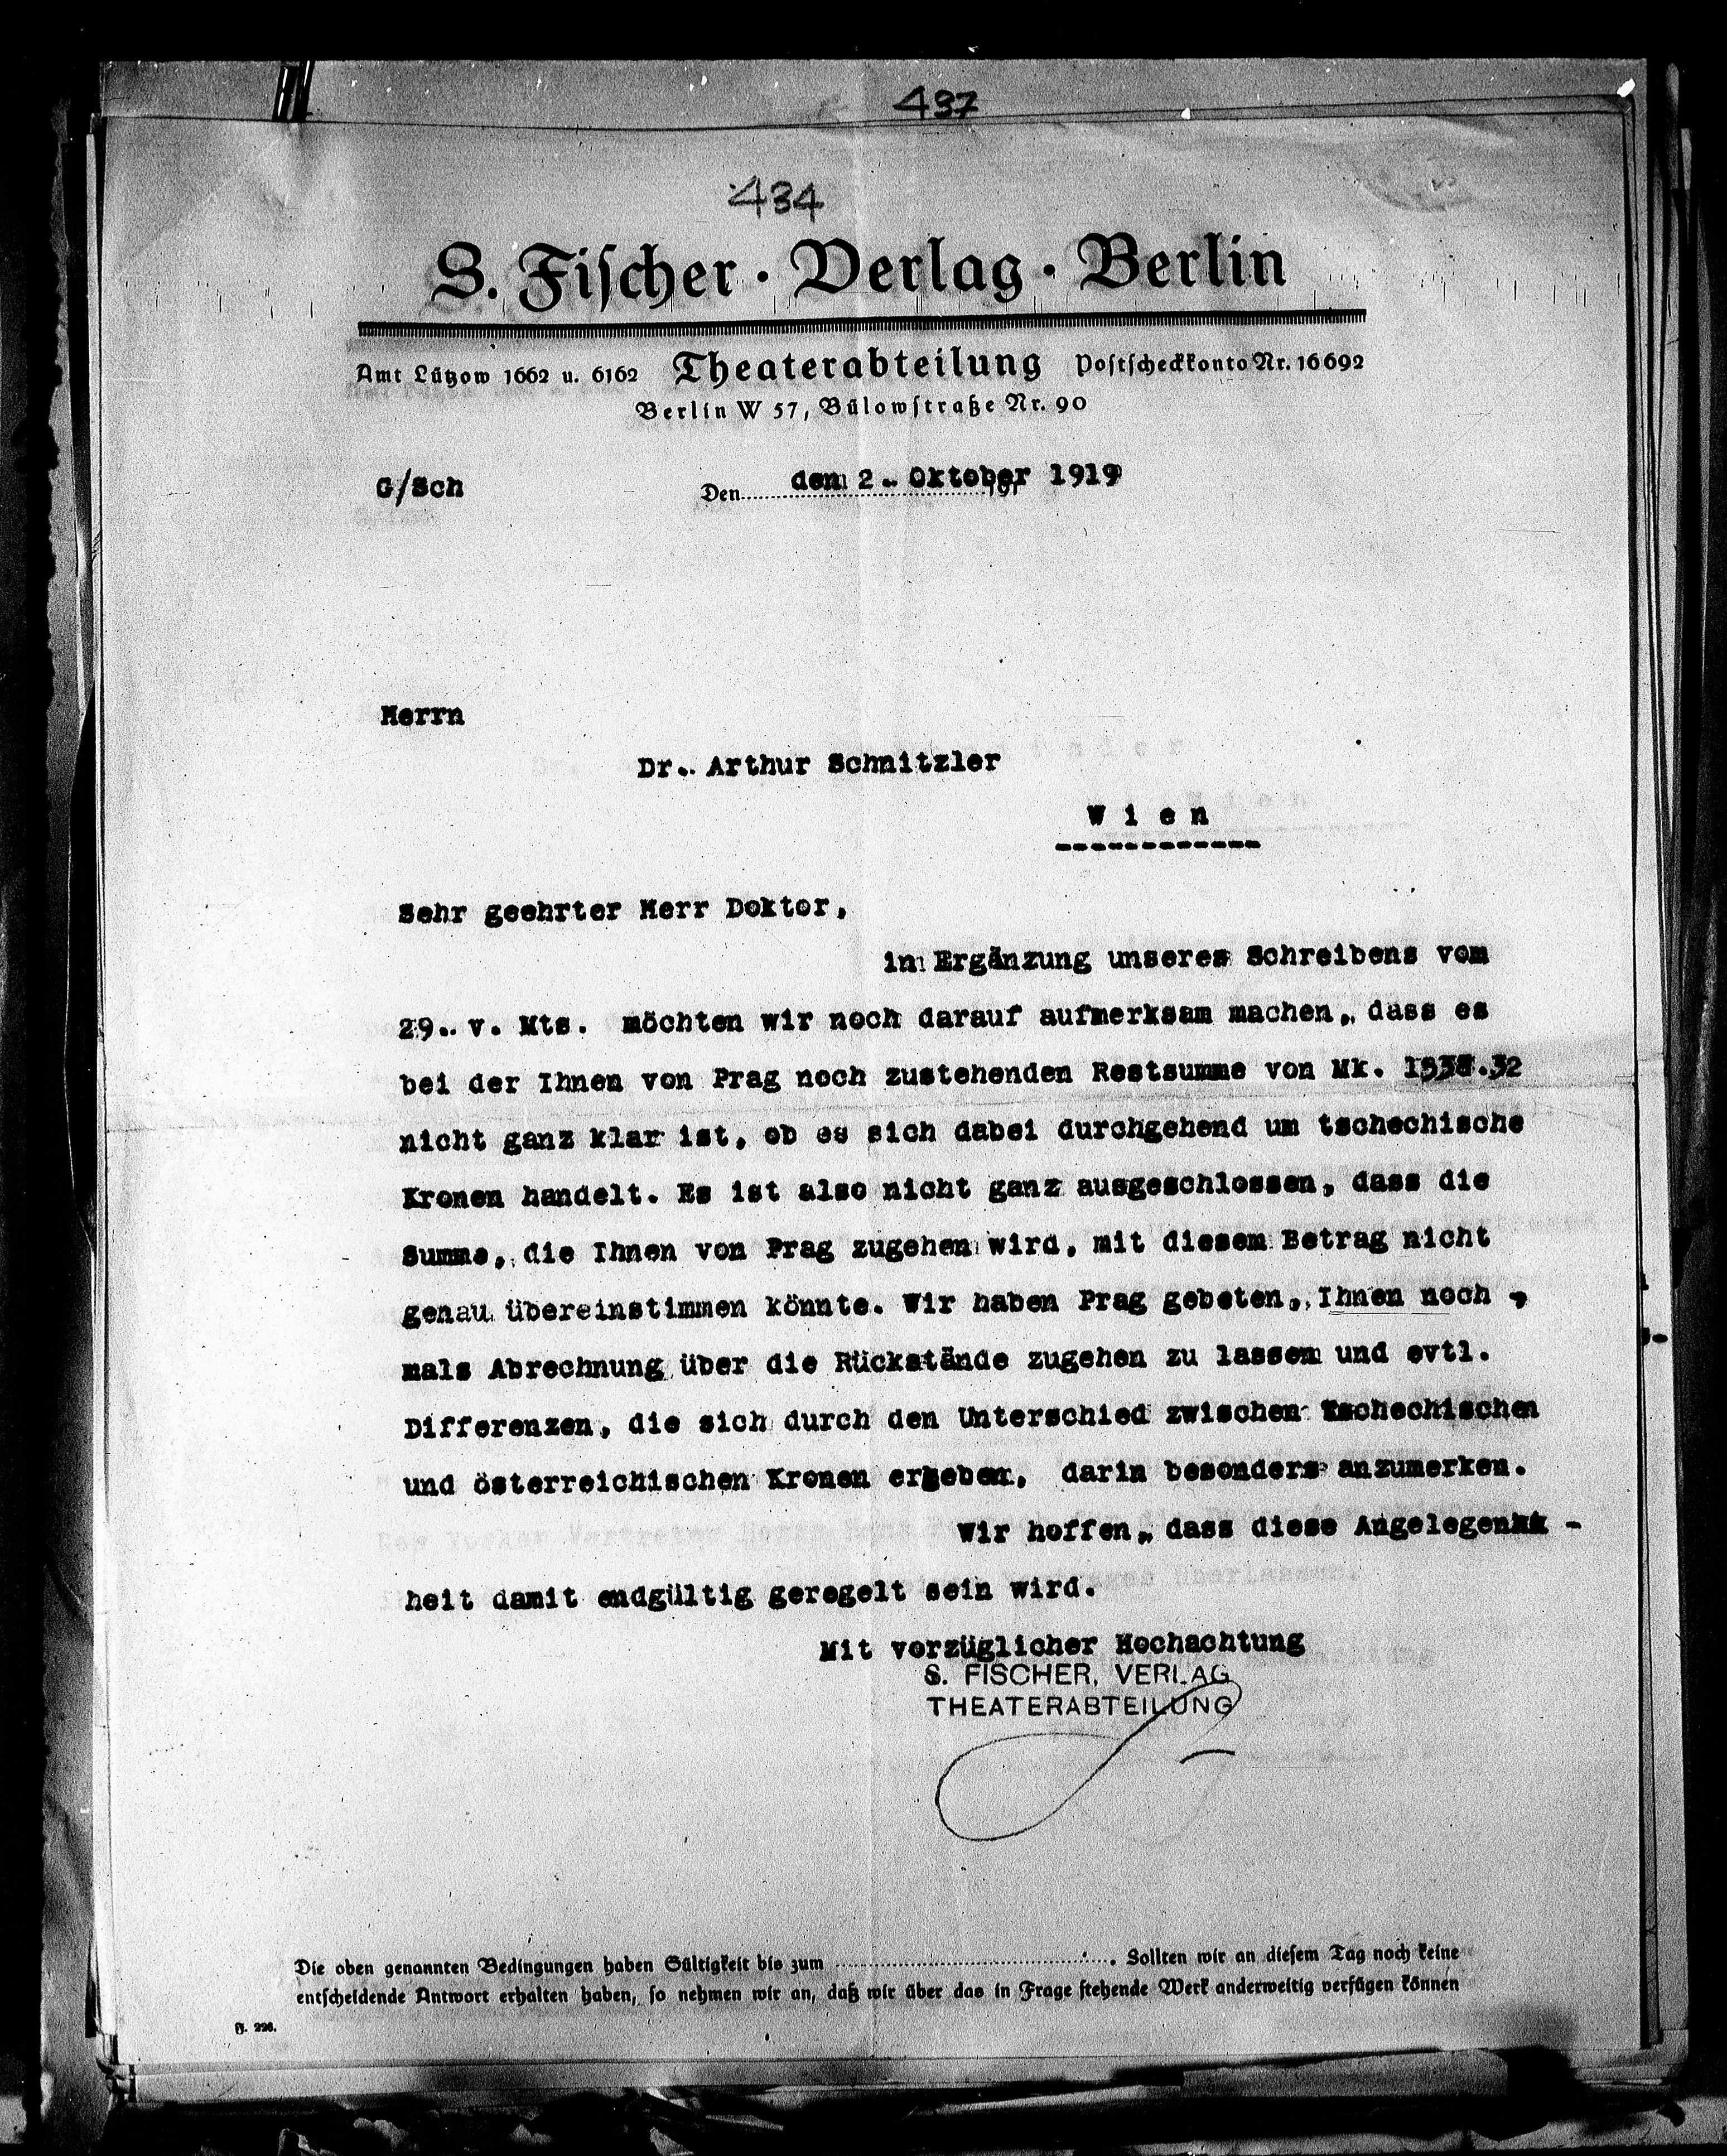 437
434
S. Fischer · Verlag · Berlin
Amt Lützow 1662 u. 6162 Theaterabteilung Postscheckkonto Nr. 16692
Berlin W 57, Bülowstraße Nr. 90
G/Sch
Den den 2. Oktober 1919
Herrn
Dr. Arthur Schnitzler
W i e n
Sehr geehrter Herr Doktor,
in Ergänzung unseres Schreibens vom
29. v. Mts. möchten wir noch darauf aufmerksam machen, dass es
bei der Ihnen von Prag noch zustehenden Restsumme von Mk.
nicht ganz klar ist, ob es sich dabei durchgehend um tschechische
Kronen handelt. Es ist also nicht ganz ausgeschlossen, dass die
Summe, die Ihnen von Prag zugehen wird, mit diesem Betrag nicht
genau übereinstimmen könnte. Wir haben Prag gebeten, Ihnen noch -
mals Abrechnung über die Rückstände zugehen zu lassen und evtl.
Differenzen, die sich durch den Unterschied zwischen tschechischen
und österreichischen Kronen ergeben, darin besonders anzumerken.
Wir hoffen, dass diese Angelegen -
heit damit endgültig geregelt sein wird.
Mit vorzüglicher Hochachtung
S. FISCHER, VERLAG
THEATERABTEILUNG
Die oben genannten Bedingungen haben Gültigkeit bis zum . Sollten wir an diesem Tag noch keine
entscheidende Antwort erhalten haben, so nehmen wir an, daß wir über das in Frage stehende Werk anderweitig verfügen können
F. 226.